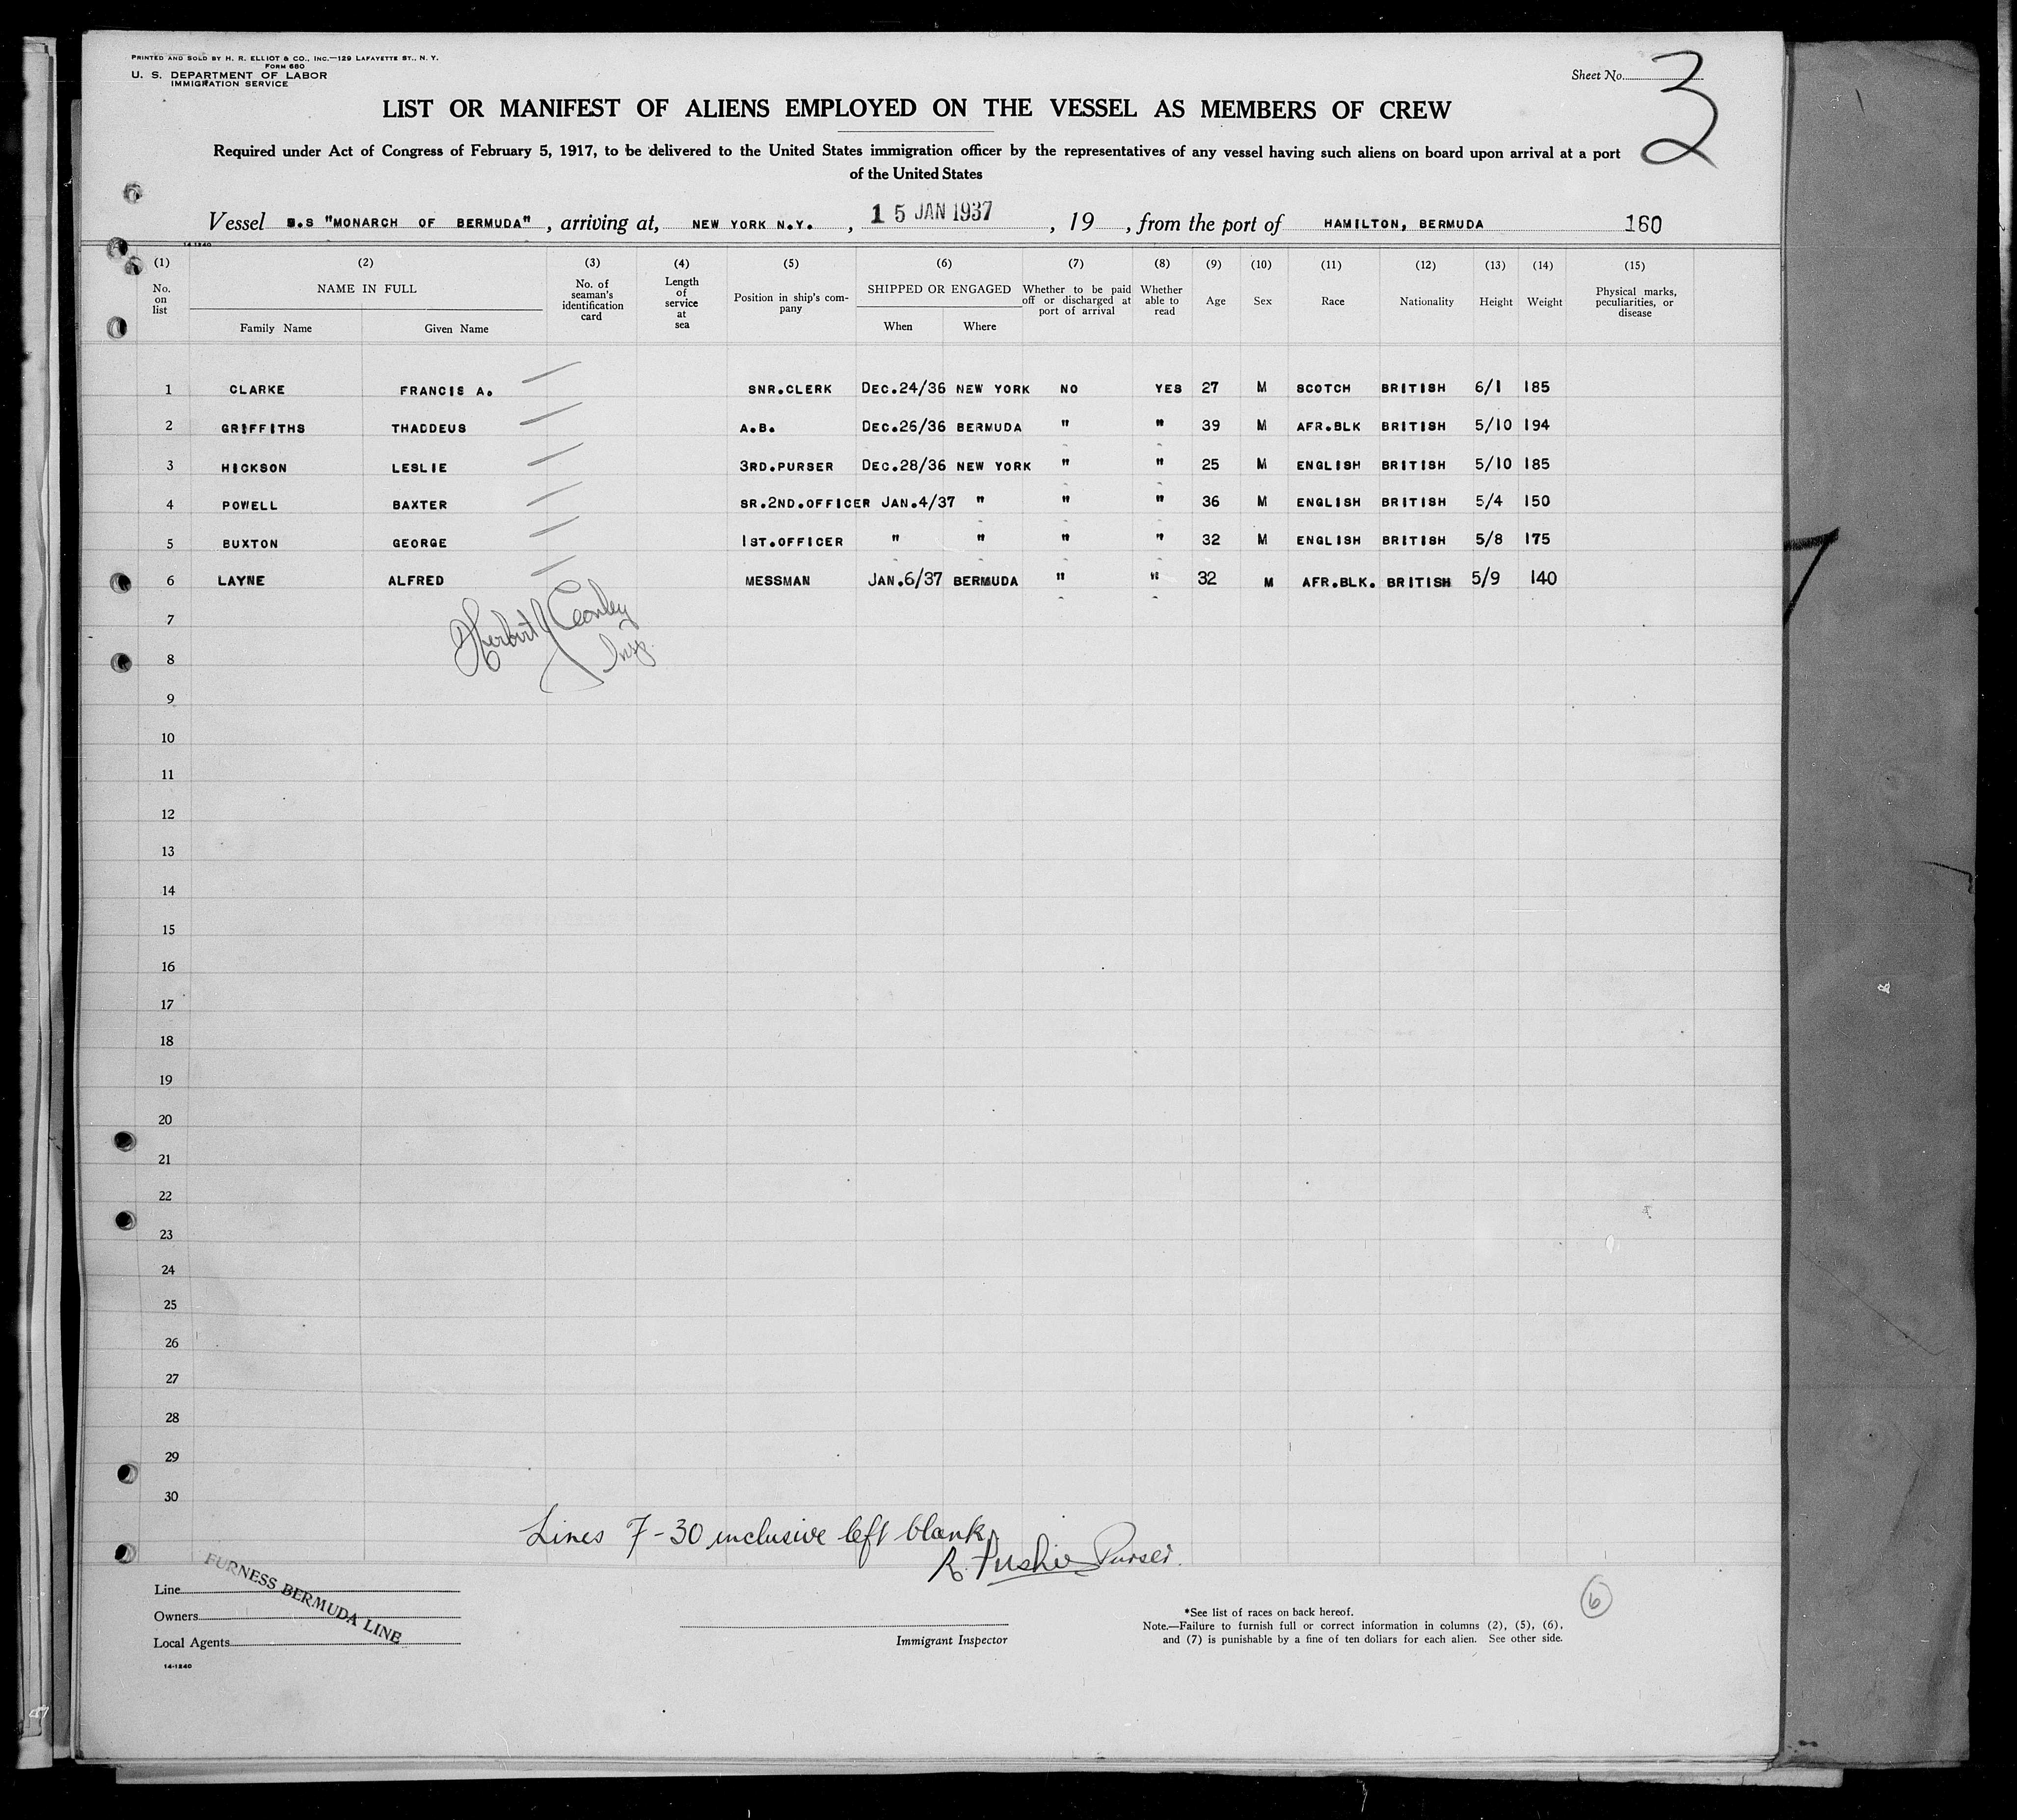 PRINTED AND SOLD BY H. R. ELLIOT & CO., INC.—129 LAFAYETTE ST., N. Y.
FORM 680
U. S. DEPARTMENT OF LABOR
IMMIGRATION SERVICE
Sheet No. 3
LIST OR MANIFEST OF ALIENS EMPLOYED ON THE VESSEL AS MEMBERS OF CREW
Required under Act of Congress of February 5, 1917, to be delivered to the United States immigration officer by the representatives of any vessel having such aliens on board upon arrival at a port
of the United States
Vessel S.S "MONARCH OF BERMUDA", arriving at, NEW YORK N.Y., 15 JAN 1937, 19 , from the port of HAMILTON, BERMUDA 160
14-1240
(1) (2) (3) (4) (5) (6) (7) (8) (9) (10) (11) (12) (13) (14) (15)
No. on list
NAME IN FULL
Family Name Given Name
No. of seaman's identification card
Length of service at sea
Position in ship's company
SHIPPED OR ENGAGED
When Where
Whether to be paid off or discharged at port of arrival
Whether able to read
Age Sex Race Nationality Height Weight
Physical marks, peculiarities, or disease
1 CLARKE FRANCIS A. SNR.CLERK DEC.24/36 NEW YORK NO YES 27 M SCOTCH BRITISH 6/1 185
2 GRIFFITHS THADDEUS A.B. DEC.26/36 BERMUDA " " 39 M AFR.BLK BRITISH 5/10 194
3 HICKSON LESLIE 3RD.PURSER DEC.28/36 NEW YORK " " 25 M ENGLISH BRITISH 5/10 185
4 POWELL BAXTER SR.2ND.OFFICER JAN.4/37 " " " 36 M ENGLISH BRITISH 5/4 150
5 BUXTON GEORGE 1ST.OFFICER " " " " 32 M ENGLISH BRITISH 5/8 175
6 LAYNE ALFRED MESSMAN JAN.6/37 BERMUDA " " 32 M AFR.BLK. BRITISH 5/9 140
7
Herbert J Conley
Insp.
8
9
10
11
12
13
14
15
16
17
18
19
20
21
22
23
24
25
26
27
28
29
30
Lines 7-30 inclusive left blank
R. Purser.
FURNESS BERMUDA LINE
Line
Owners
Local Agents
14-1240
Immigrant Inspector
6
*See list of races on back hereof.
Note.—Failure to furnish full or correct information in columns (2), (5), (6),
and (7) is punishable by a fine of ten dollars for each alien. See other side.